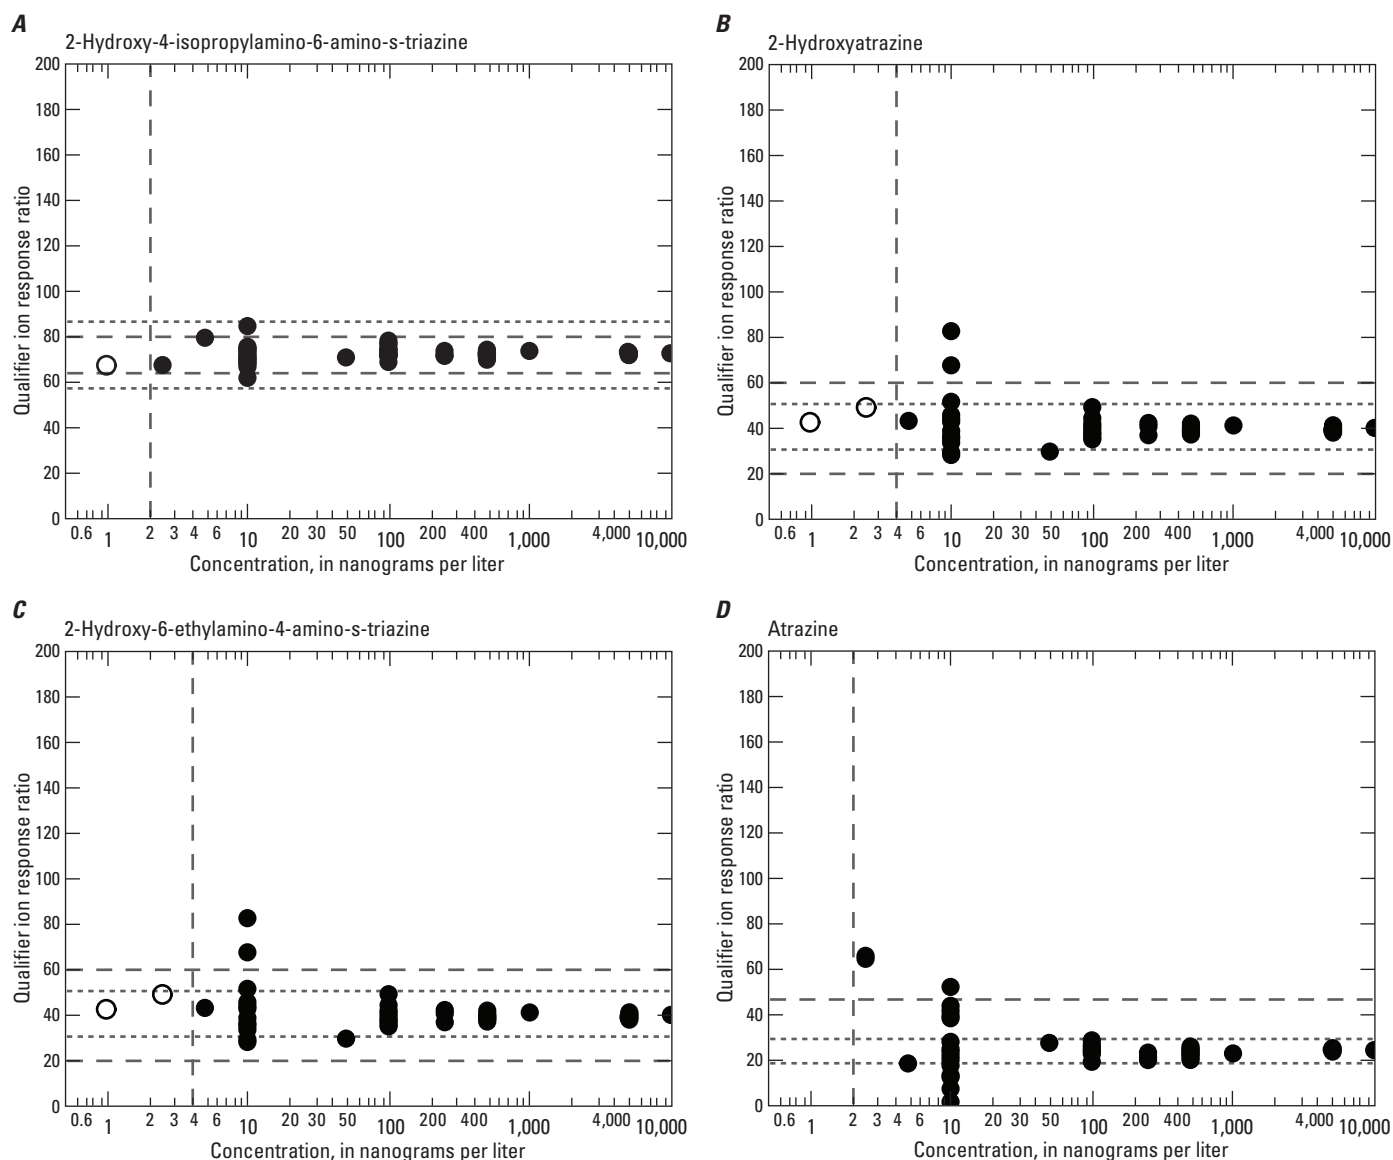 A
2-Hydroxy-4-isopropylamino-6-amino-s-triazine
200
180
160
140
120
100
80
60
40
20
0
Qualifier ion response ratio
0.6 1 2 3 4 6 10 20 30 50 100 200 400 1,000 4,000 10,000
Concentration, in nanograms per liter
B
2-Hydroxyatrazine
200
180
160
140
120
100
80
60
40
20
0
Qualifier ion response ratio
0.6 1 2 3 4 6 10 20 30 50 100 200 400 1,000 4,000 10,000
Concentration, in nanograms per liter
C
2-Hydroxy-6-ethylamino-4-amino-s-triazine
200
180
160
140
120
100
80
60
40
20
0
Qualifier ion response ratio
0.6 1 2 3 4 6 10 20 30 50 100 200 400 1,000 4,000 10,000
Concentration, in nanograms per liter
D
Atrazine
200
180
160
140
120
100
80
60
40
20
0
Qualifier ion response ratio
0.6 1 2 3 4 6 10 20 30 50 100 200 400 1,000 4,000 10,000
Concentration, in nanograms per liter